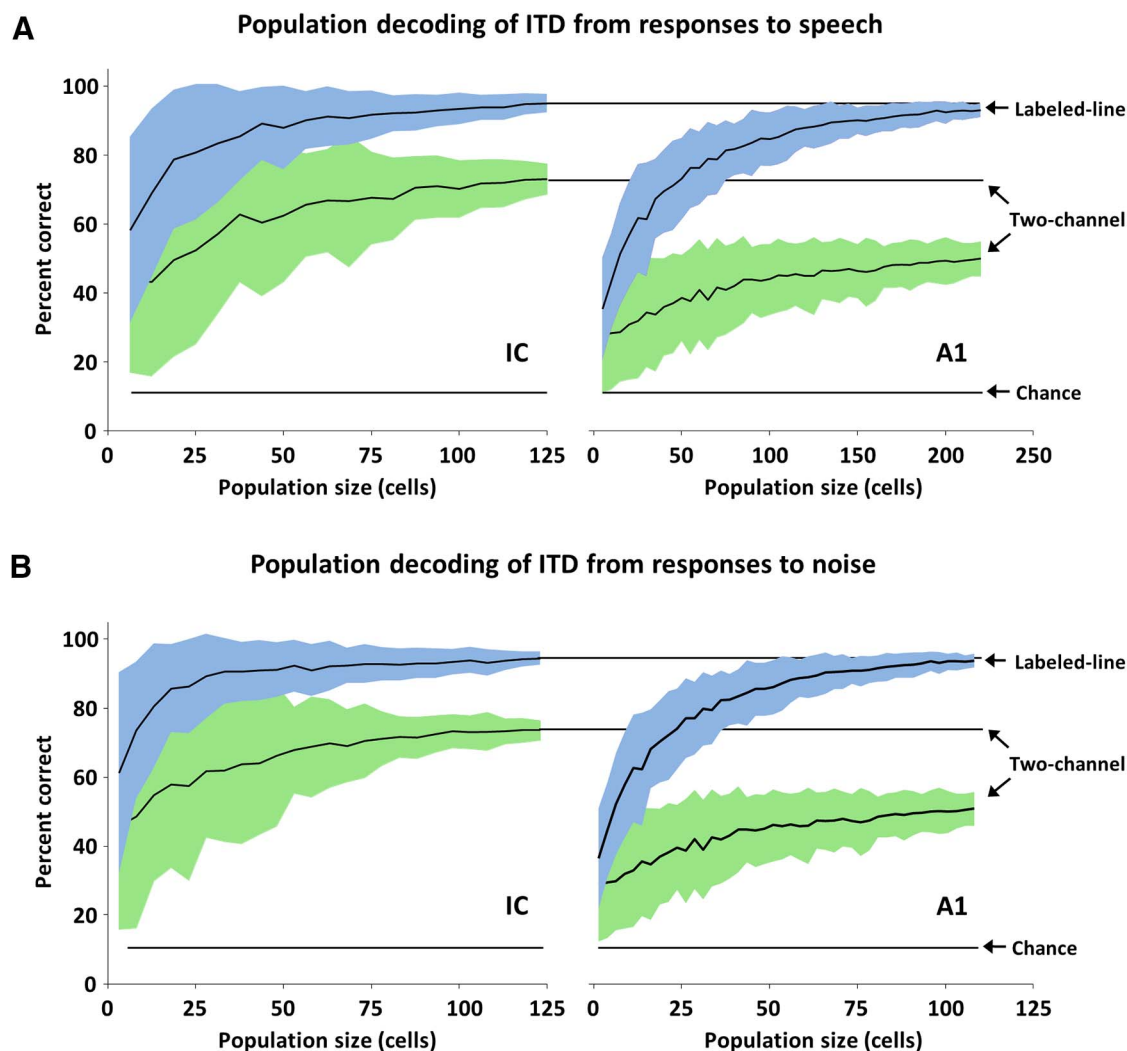 A
Population decoding of ITD from responses to speech
100
80
60
40
20
0
Percent correct
IC
A1
Labeled-line
Two-channel
Chance
0 25 50 75 100 125
0 50 100 150 200 250
Population size (cells)
Population size (cells)
B
Population decoding of ITD from responses to noise
100
80
60
40
20
0
Percent correct
IC
A1
Labeled-line
Two-channel
Chance
0 25 50 75 100 125
0 25 50 75 100 125
Population size (cells)
Population size (cells)